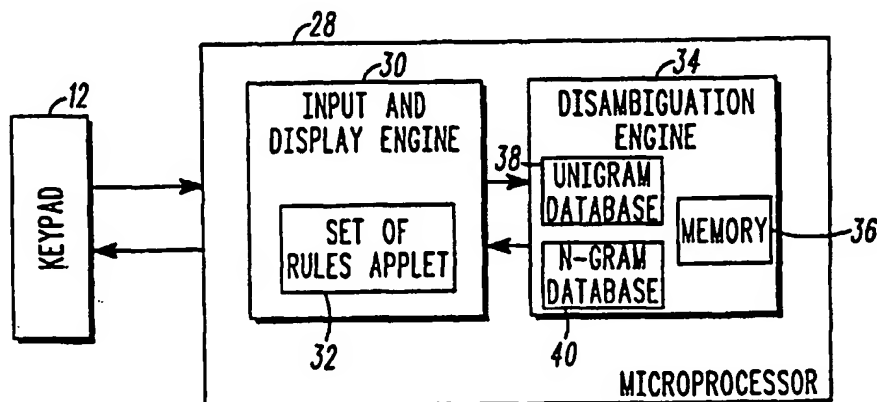 28
12
KEYPAD
30
INPUT AND
DISPLAY ENGINE
SET OF
RULES APPLET
32
34
DISAMBIGUATION
ENGINE
38
UNIGRAM
DATABASE
MEMORY
36
N-GRAM
DATABASE
40
MICROPROCESSOR